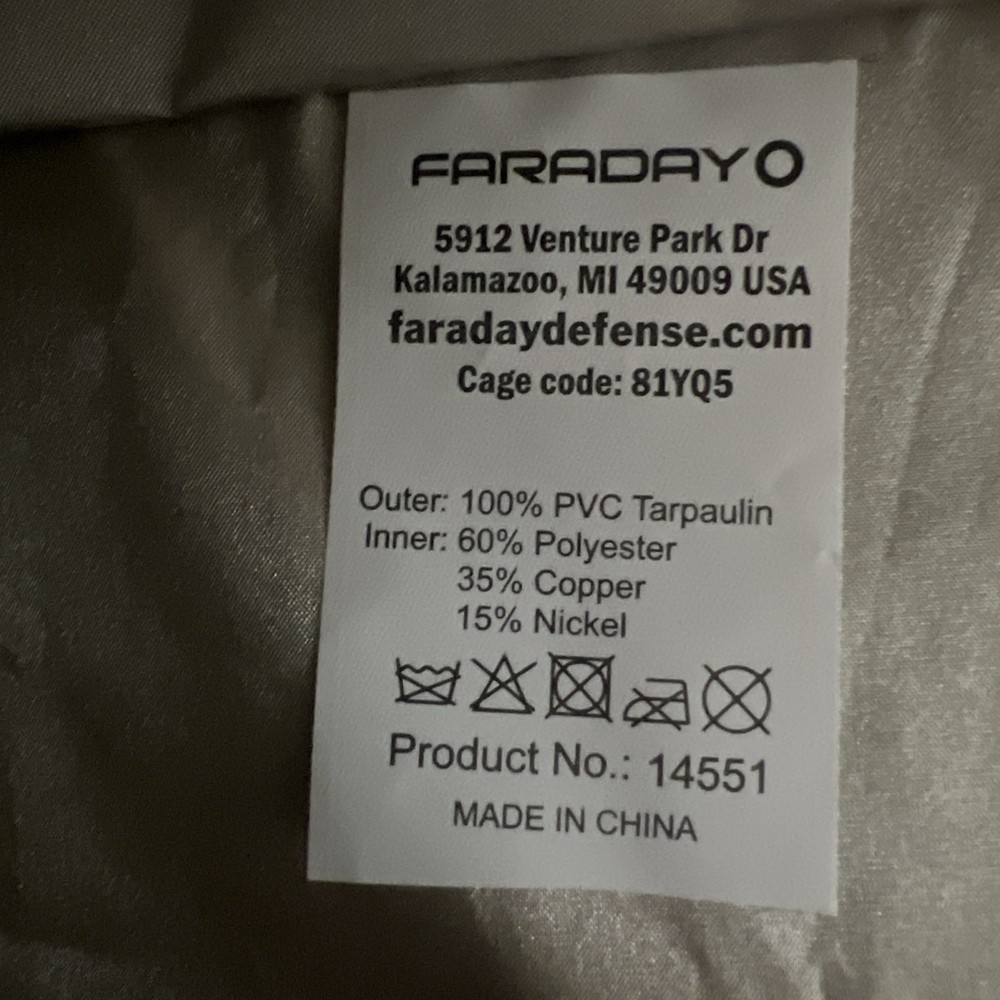 FARADAY
5912 Venture Park Dr
Kalamazoo, MI 49009 USA
faradaydefense.com
Cage code: 81YQ5
Outer: 100% PVC Tarpaulin
Inner: 60% Polyester
35% Copper
15% Nickel
Product No.: 14551
MADE IN CHINA